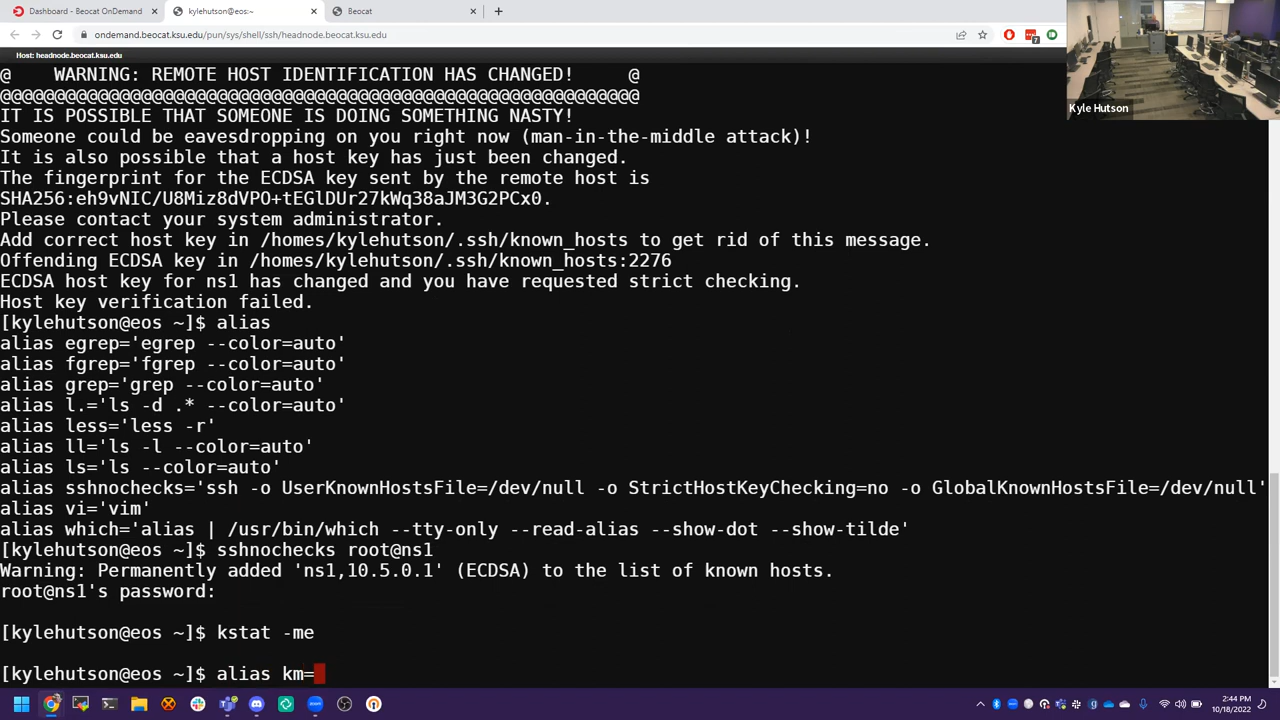 Dashboard - Beocat OnDemand
kylehutson@eos:~
Beocat
ondemand.beocat.ksu.edu/pun/sys/shell/ssh/headnode.beocat.ksu.edu
7
Host: headnode.beocat.ksu.edu
Kyle Hutson
@    WARNING: REMOTE HOST IDENTIFICATION HAS CHANGED!     @
@@@@@@@@@@@@@@@@@@@@@@@@@@@@@@@@@@@@@@@@@@@@@@@@@@@@@@@@@@@
IT IS POSSIBLE THAT SOMEONE IS DOING SOMETHING NASTY!
Someone could be eavesdropping on you right now (man-in-the-middle attack)!
It is also possible that a host key has just been changed.
The fingerprint for the ECDSA key sent by the remote host is
SHA256:eh9vNIC/U8Miz8dVPO+tEGlDUr27kWq38aJM3G2PCx0.
Please contact your system administrator.
Add correct host key in /homes/kylehutson/.ssh/known_hosts to get rid of this message.
Offending ECDSA key in /homes/kylehutson/.ssh/known_hosts:2276
ECDSA host key for ns1 has changed and you have requested strict checking.
Host key verification failed.
[kylehutson@eos ~]$ alias
alias egrep='egrep --color=auto'
alias fgrep='fgrep --color=auto'
alias grep='grep --color=auto'
alias l.='ls -d .* --color=auto'
alias less='less -r'
alias ll='ls -l --color=auto'
alias ls='ls --color=auto'
alias sshnochecks='ssh -o UserKnownHostsFile=/dev/null -o StrictHostKeyChecking=no -o GlobalKnownHostsFile=/dev/null'
alias vi='vim'
alias which='alias | /usr/bin/which --tty-only --read-alias --show-dot --show-tilde'
[kylehutson@eos ~]$ sshnochecks root@ns1
Warning: Permanently added 'ns1,10.5.0.1' (ECDSA) to the list of known hosts.
root@ns1's password:
[kylehutson@eos ~]$ kstat -me
[kylehutson@eos ~]$ alias km=
2:44 PM
10/18/2022